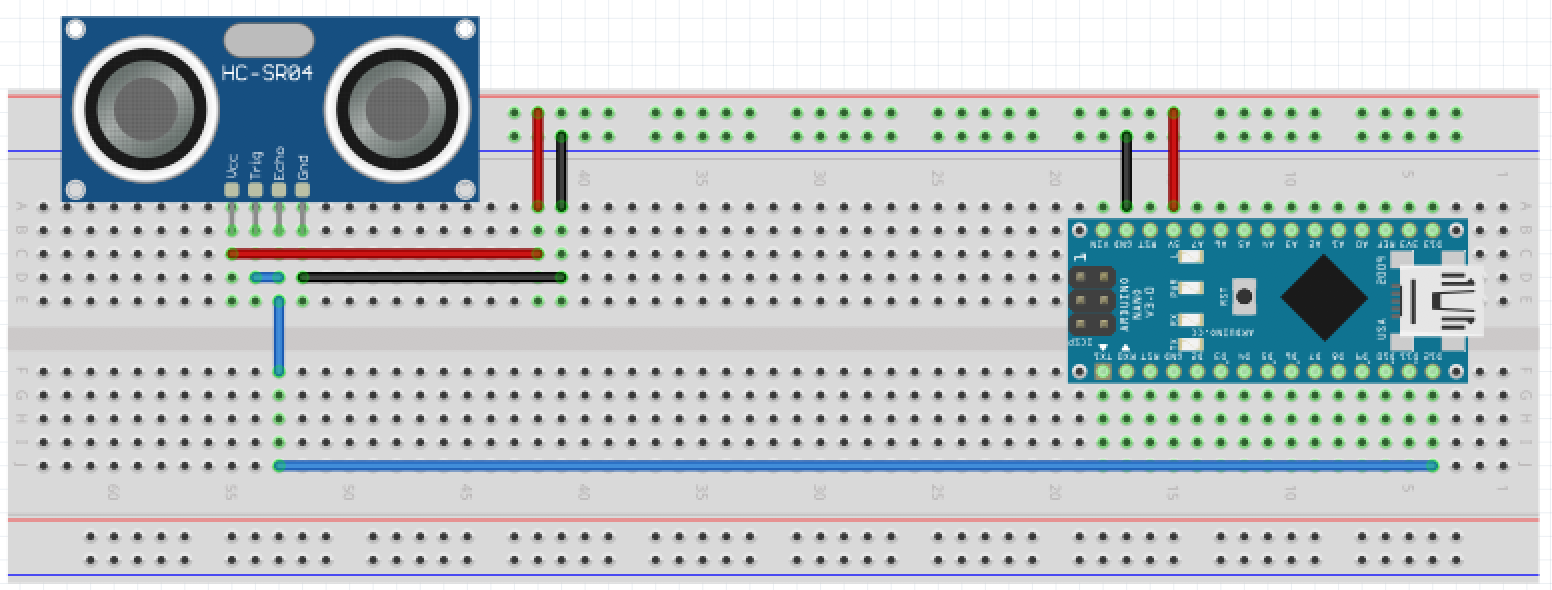 HC-SR04
Vcc
Trig
Echo
Gnd
60 55 50 45 40 35 30 25 20 15 10 5 1
A A
B B
C C
D D
E E
F F
G G
H H
I I
J J
40 35 30 25 20 10 5 1
VIN GND RST 5V A7 A6 A5 A4 A3 A2 A1 A0 REF 3V3 D13
1
L
PWR
RX
TX
RST
ARDUINO
NANO
V3.0
ARDUINO.CC
2009
USA
ICSP
TX1 RX0 RST GND D2 D3 D4 D5 D6 D7 D8 D9 D10 D11 D12